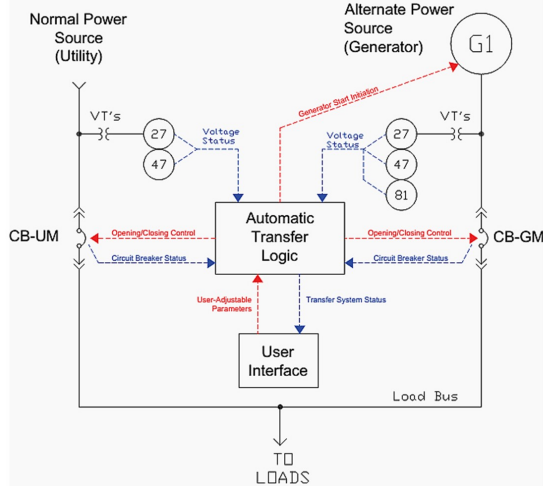 Normal Power
Source
(Utility)
Alternate Power
Source
(Generator)
G1
Generator Start Initiation
VT's
27
47
Voltage
Status
Voltage
Status
27
47
81
VT's
CB-UM
Opening/Closing Control
Circuit Breaker Status
Automatic
Transfer
Logic
Opening/Closing Control
Circuit Breaker Status
CB-GM
User-Adjustable
Parameters
Transfer System Status
User
Interface
Load Bus
TO
LOADS